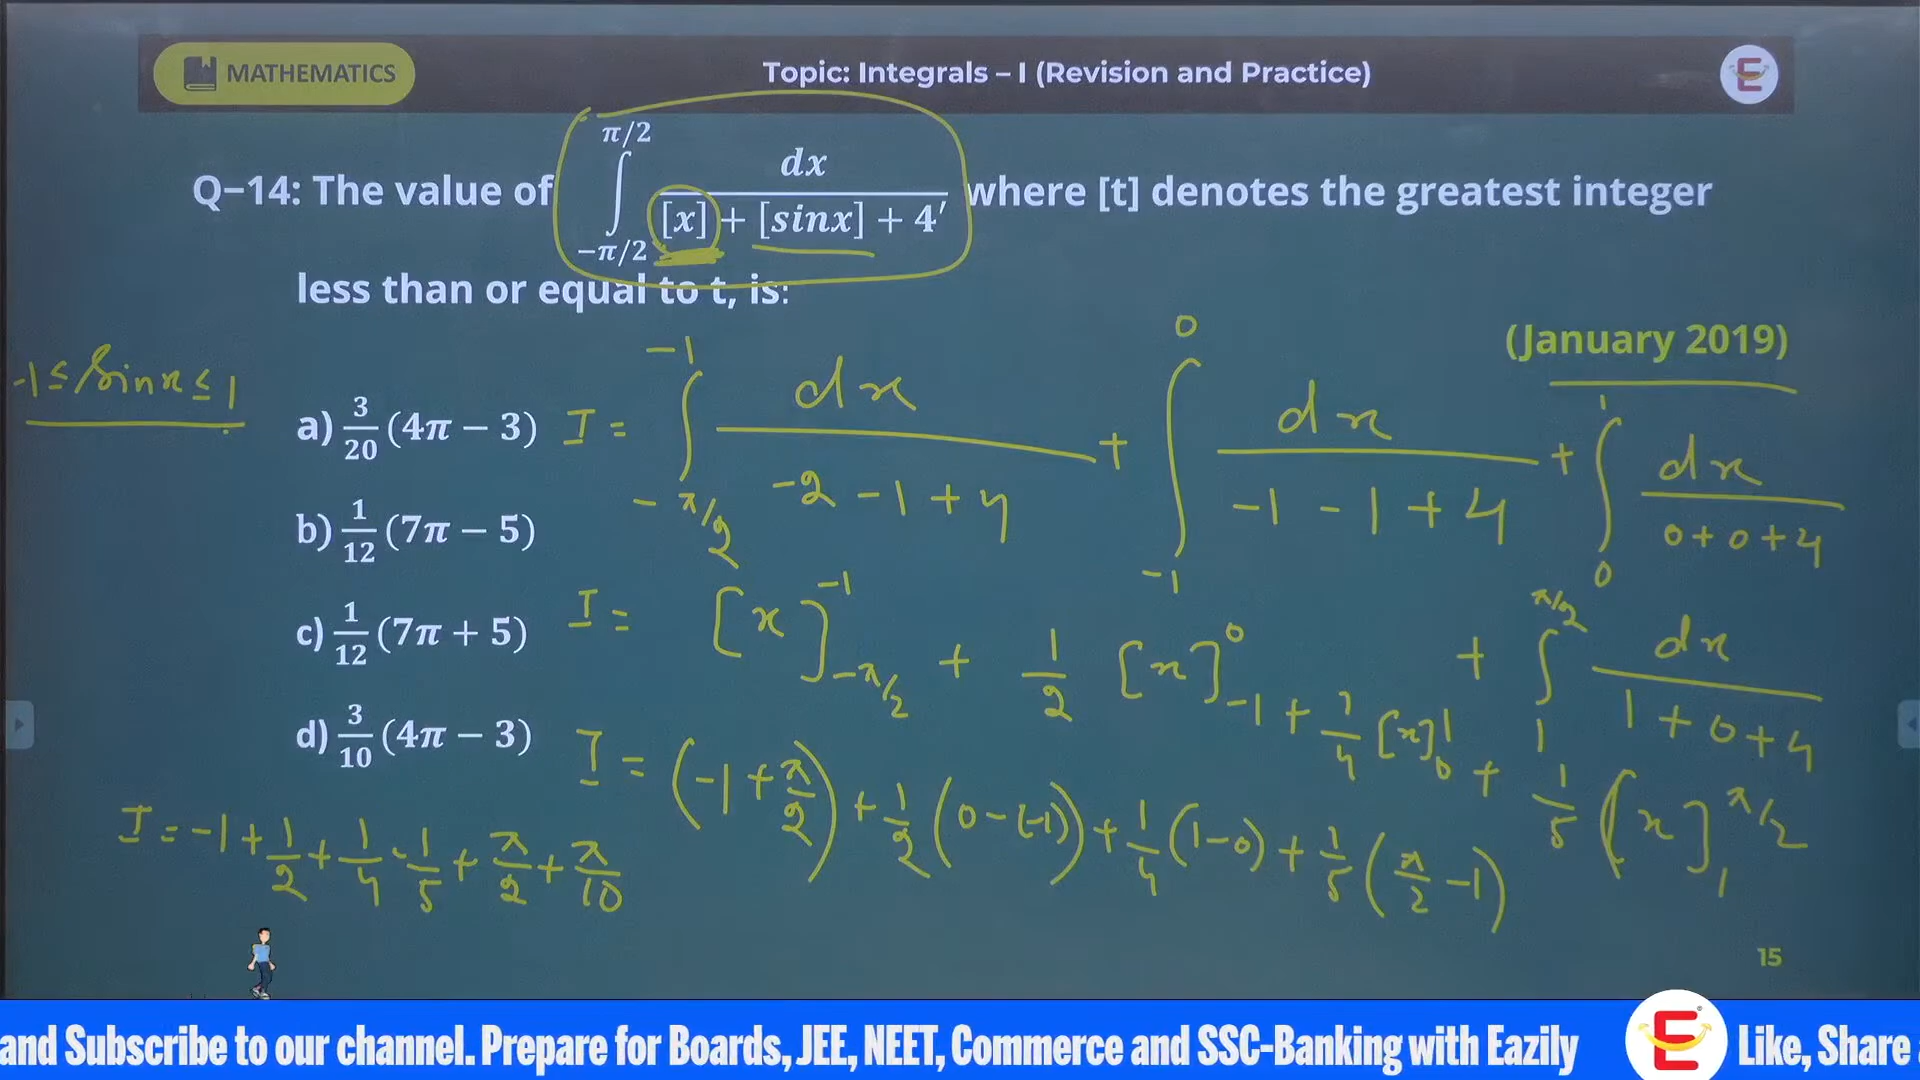 MATHEMATICS
Topic: Integrals – I (Revision and Practice)
E
Q–14: The value of ∫_{−π/2}^{π/2} dx / ([x] + [sinx] + 4′) where [t] denotes the greatest integer
less than or equal to t, is:
(January 2019)
-1 ≤ Sinx ≤ 1
a) 3/20 (4π − 3)
b) 1/12 (7π − 5)
c) 1/12 (7π + 5)
d) 3/10 (4π − 3)
I = ∫_{-π/2}^{-1} dx / (-2 - 1 + 4) + ∫_{-1}^{0} dx / (-1 - 1 + 4) + ∫_{0}^{1} dx / (0 + 0 + 4)
+ ∫_{1}^{π/2} dx / (1 + 0 + 4)
I = [x]_{-π/2}^{-1} + 1/2 [x]_{-1}^{0} + 1/4 [x]_{0}^{1} + 1/5 [x]_{1}^{π/2}
I = (-1 + π/2) + 1/2 (0 - (-1)) + 1/4 (1 - 0) + 1/5 (π/2 - 1)
I = -1 + 1/2 + 1/4 - 1/5 + π/2 + π/10
15
and Subscribe to our channel. Prepare for Boards, JEE, NEET, Commerce and SSC-Banking with Eazily
E
Like, Share